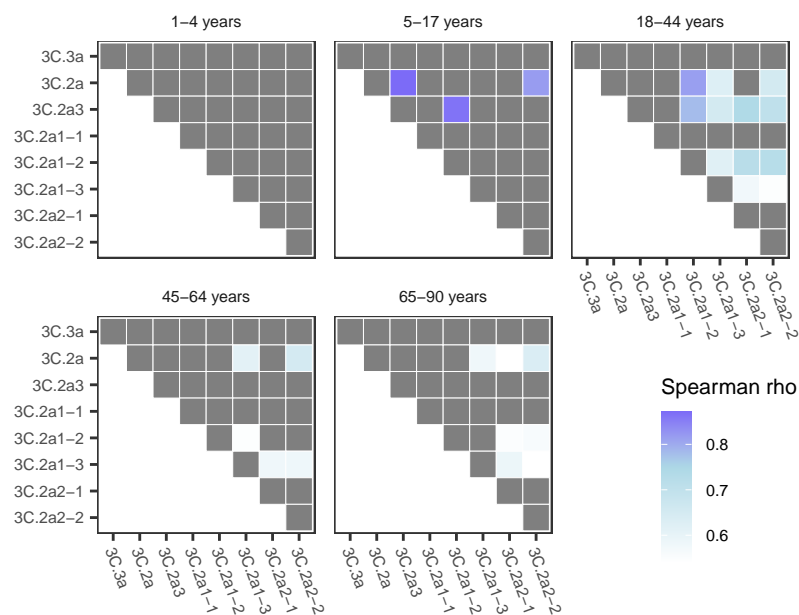 1−4 years
5−17 years
18−44 years
3C.3a
3C.2a
3C.2a3
3C.2a1−1
3C.2a1−2
3C.2a1−3
3C.2a2−1
3C.2a2−2
3C.3a
3C.2a
3C.2a3
3C.2a1−1
3C.2a1−2
3C.2a1−3
3C.2a2−1
3C.2a2−2
45−64 years
65−90 years
3C.3a
3C.2a
3C.2a3
3C.2a1−1
3C.2a1−2
3C.2a1−3
3C.2a2−1
3C.2a2−2
3C.3a
3C.2a
3C.2a3
3C.2a1−1
3C.2a1−2
3C.2a1−3
3C.2a2−1
3C.2a2−2
3C.3a
3C.2a
3C.2a3
3C.2a1−1
3C.2a1−2
3C.2a1−3
3C.2a2−1
3C.2a2−2
Spearman rho
0.8
0.7
0.6